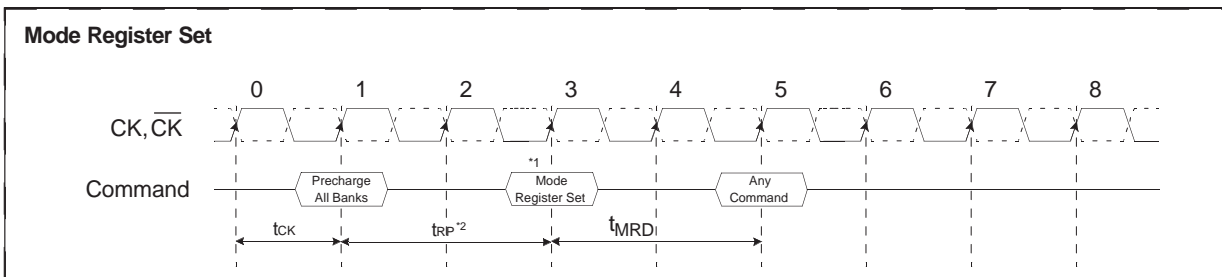 Mode Register Set
0 1 2 3 4 5 6 7 8
CK, C̅K̅
*1
Command Precharge All Banks Mode Register Set Any Command
tCK tRP*2 tMRD